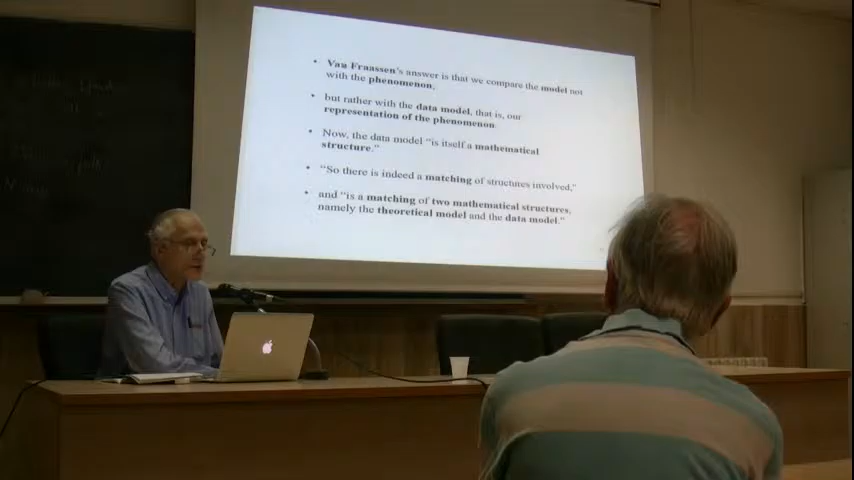 • Van Fraassen's answer is that we compare the model not
with the phenomenon,
• but rather with the data model, that is, our
representation of the phenomenon.
• Now, the data model "is itself a mathematical
structure."
• "So there is indeed a matching of structures involved,"
• and "is a matching of two mathematical structures,
namely the theoretical model and the data model."